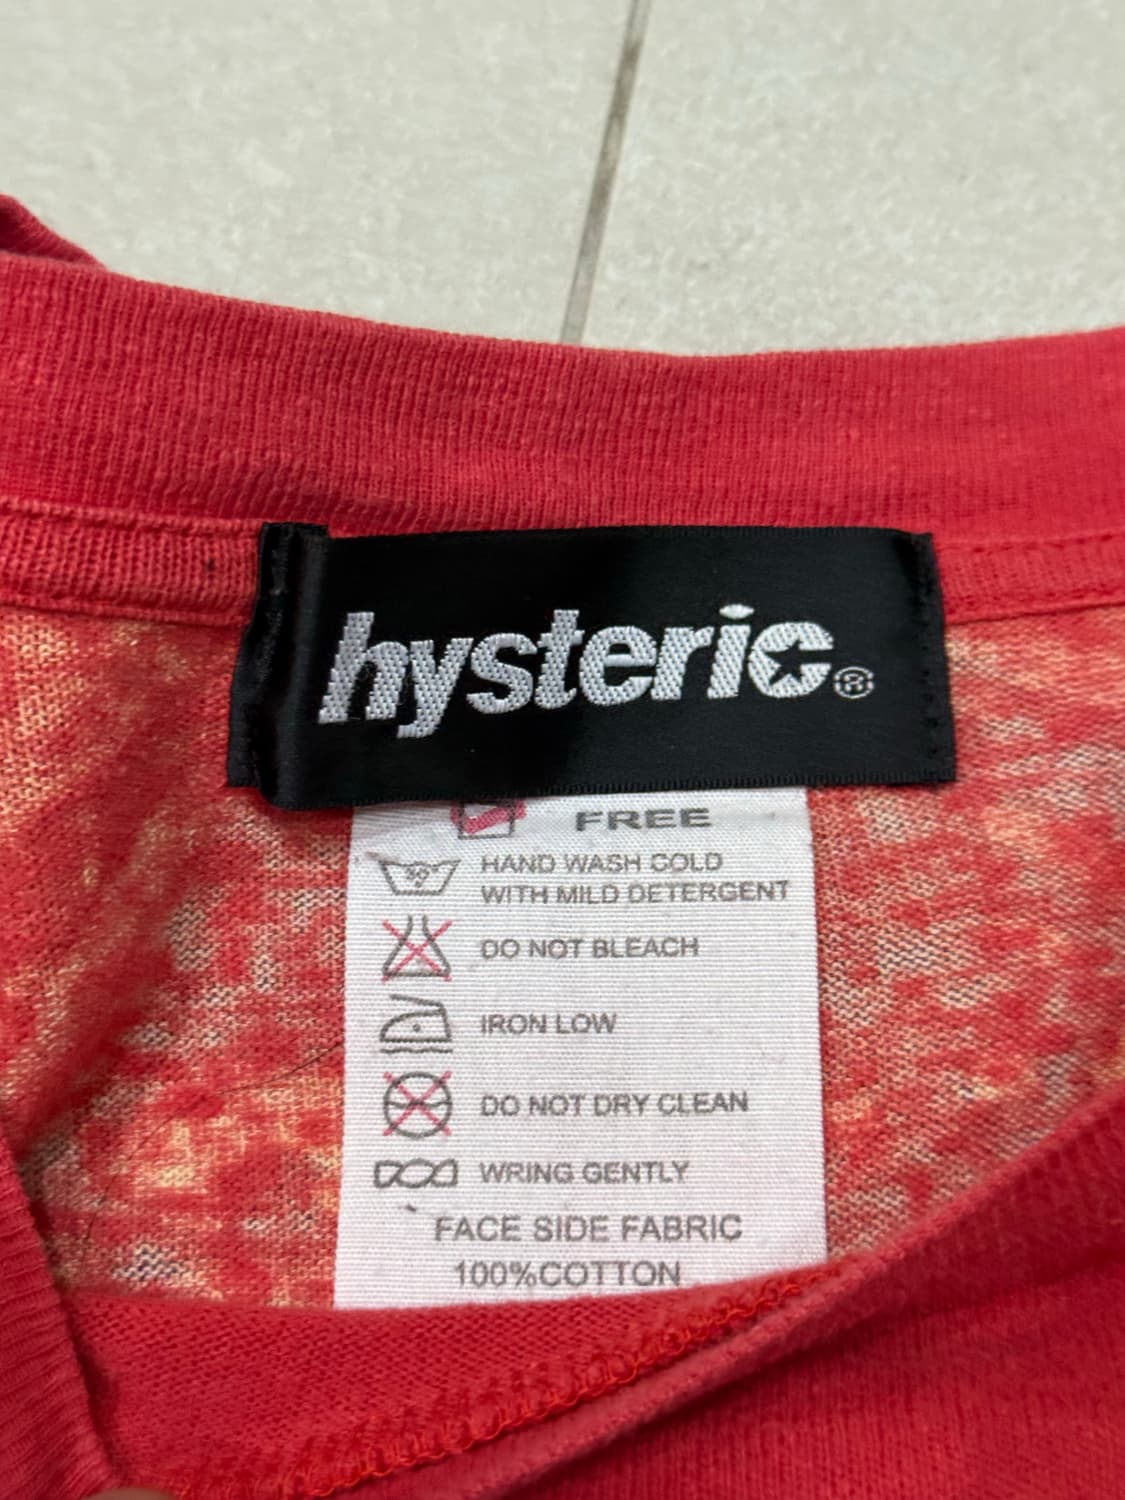 hysteric®
FREE
30°
HAND WASH COLD
WITH MILD DETERGENT
DO NOT BLEACH
IRON LOW
DO NOT DRY CLEAN
WRING GENTLY
FACE SIDE FABRIC
100%COTTON